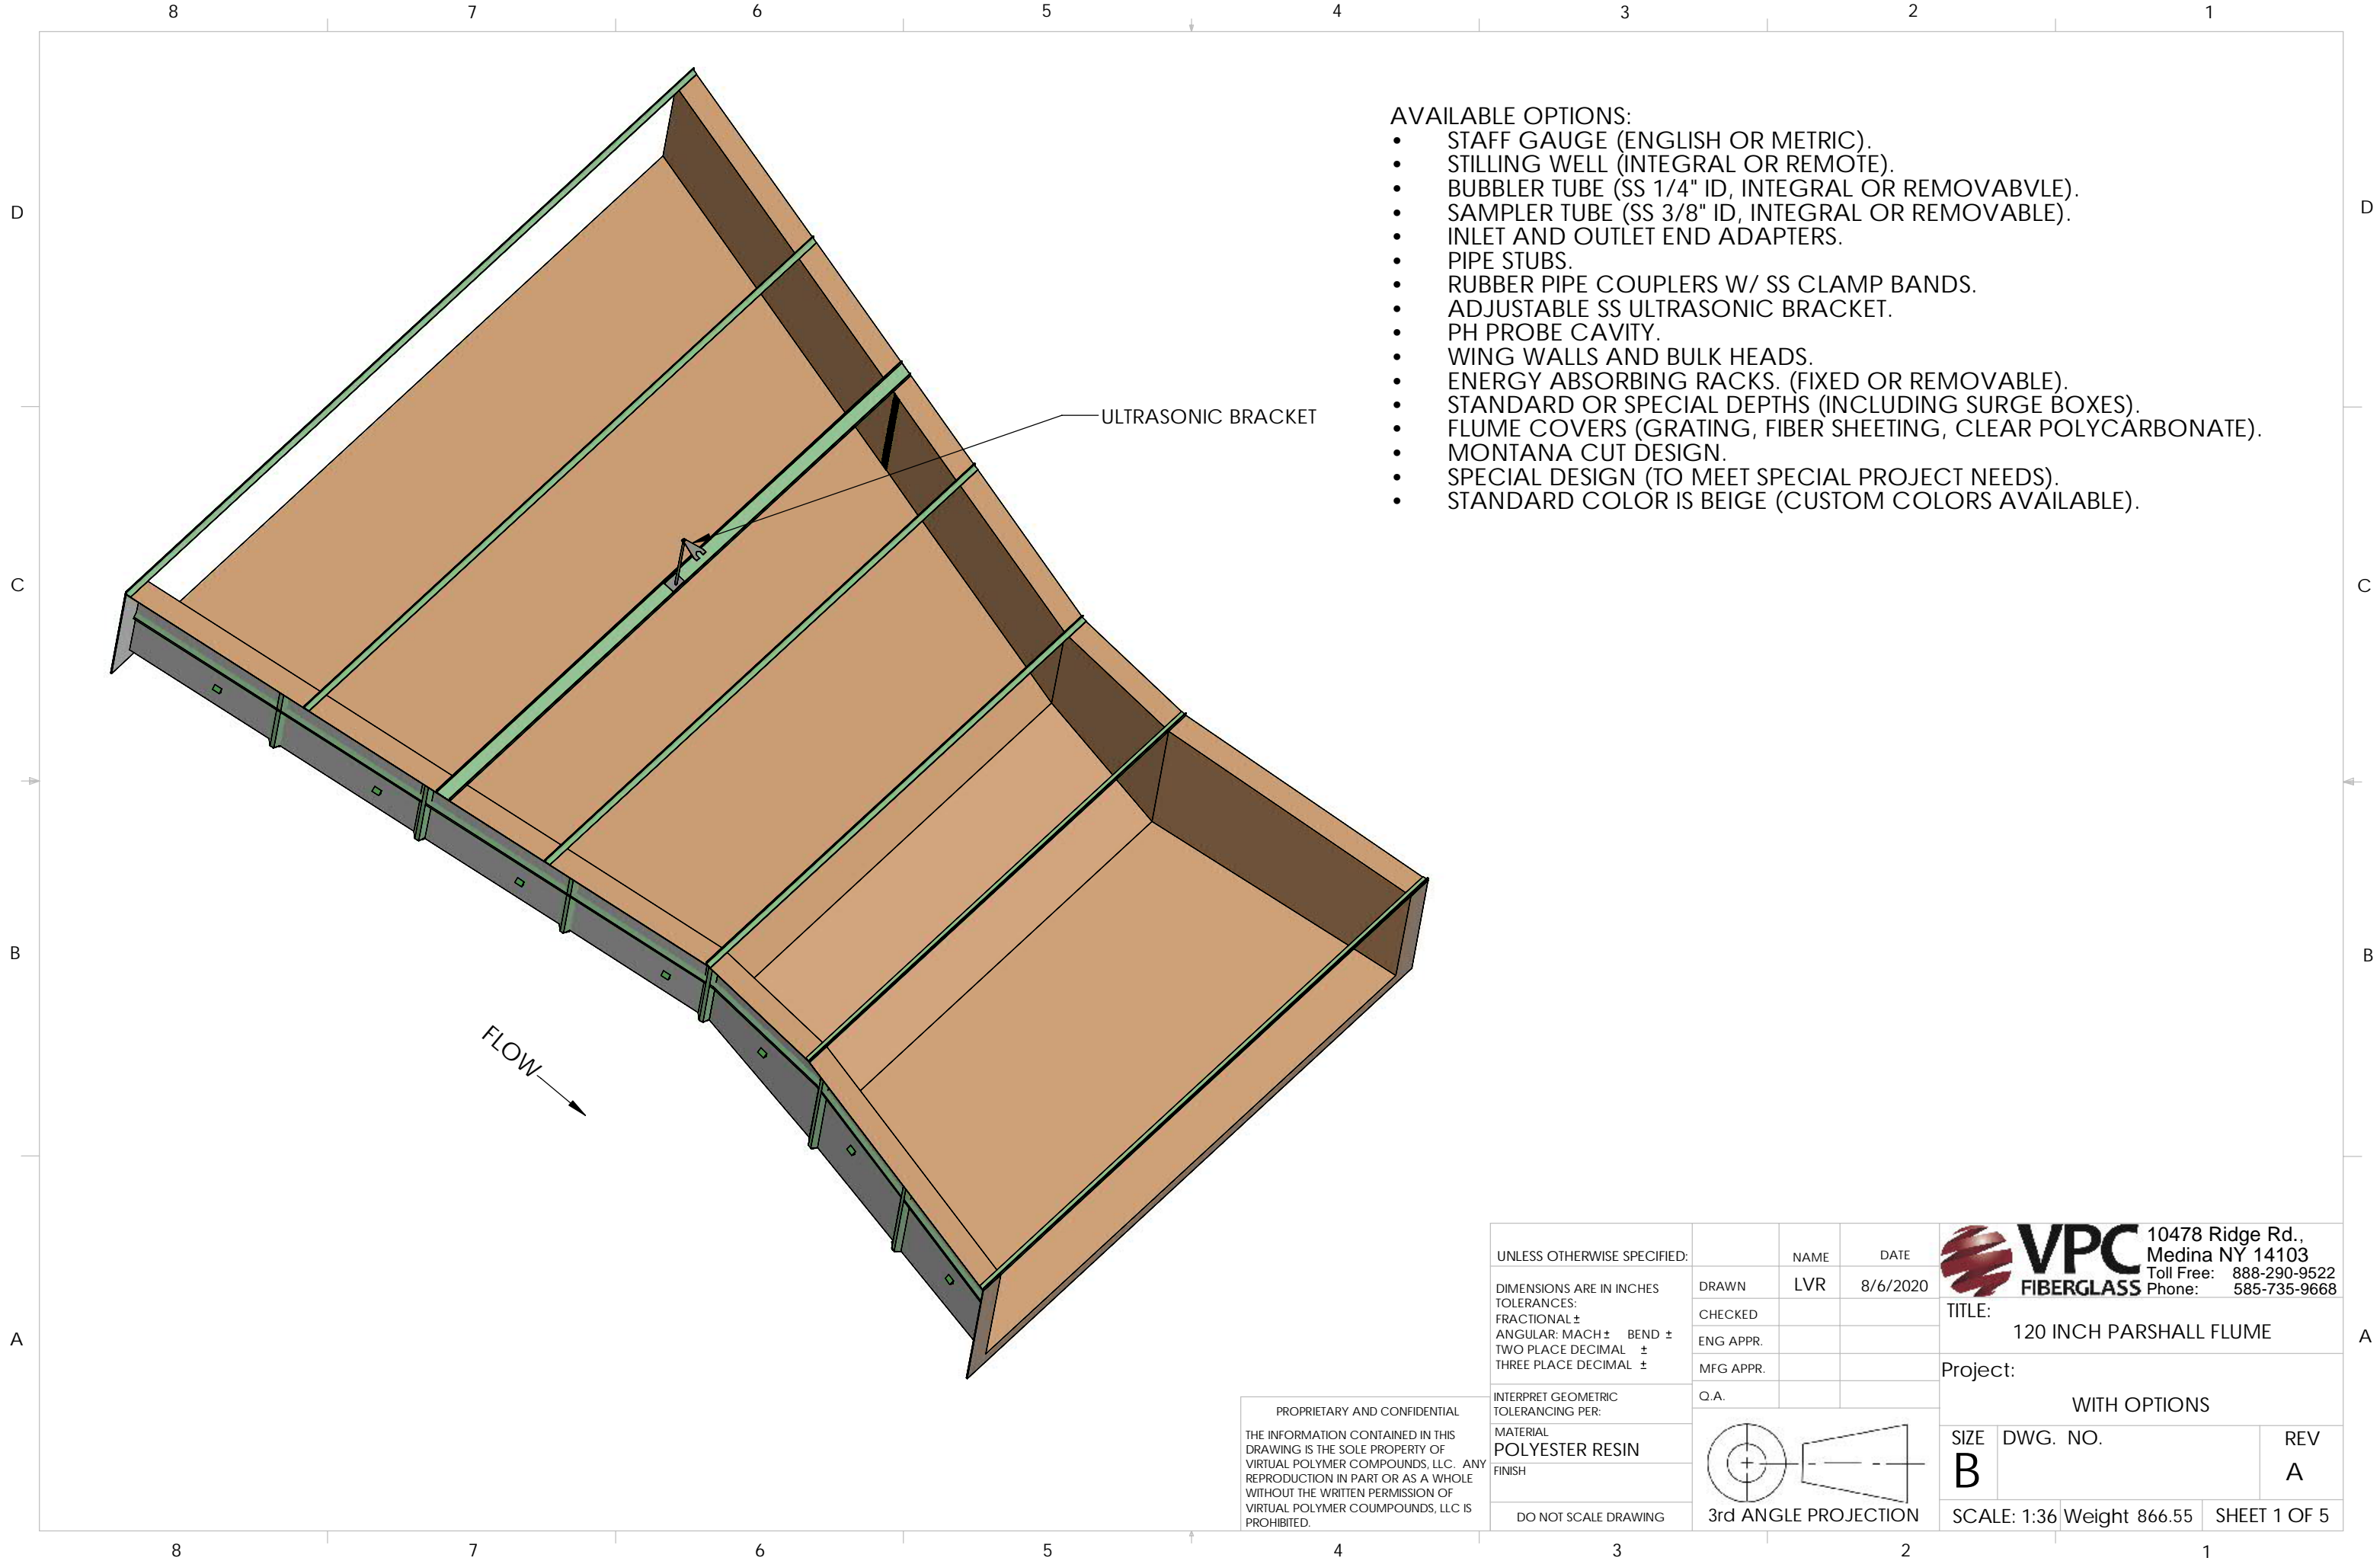 8 7 6 5 4 3 2 1
D
D
C
C
B
B
A
A
AVAILABLE OPTIONS:
• STAFF GAUGE (ENGLISH OR METRIC).
• STILLING WELL (INTEGRAL OR REMOTE).
• BUBBLER TUBE (SS 1/4" ID, INTEGRAL OR REMOVABVLE).
• SAMPLER TUBE (SS 3/8" ID, INTEGRAL OR REMOVABLE).
• INLET AND OUTLET END ADAPTERS.
• PIPE STUBS.
• RUBBER PIPE COUPLERS W/ SS CLAMP BANDS.
• ADJUSTABLE SS ULTRASONIC BRACKET.
• PH PROBE CAVITY.
• WING WALLS AND BULK HEADS.
• ENERGY ABSORBING RACKS. (FIXED OR REMOVABLE).
• STANDARD OR SPECIAL DEPTHS (INCLUDING SURGE BOXES).
• FLUME COVERS (GRATING, FIBER SHEETING, CLEAR POLYCARBONATE).
• MONTANA CUT DESIGN.
• SPECIAL DESIGN (TO MEET SPECIAL PROJECT NEEDS).
• STANDARD COLOR IS BEIGE (CUSTOM COLORS AVAILABLE).
ULTRASONIC BRACKET
FLOW
PROPRIETARY AND CONFIDENTIAL
THE INFORMATION CONTAINED IN THIS
DRAWING IS THE SOLE PROPERTY OF
VIRTUAL POLYMER COMPOUNDS, LLC. ANY
REPRODUCTION IN PART OR AS A WHOLE
WITHOUT THE WRITTEN PERMISSION OF
VIRTUAL POLYMER COUMPOUNDS, LLC IS
PROHIBITED.
UNLESS OTHERWISE SPECIFIED:
DIMENSIONS ARE IN INCHES
TOLERANCES:
FRACTIONAL ±
ANGULAR: MACH ± BEND ±
TWO PLACE DECIMAL ±
THREE PLACE DECIMAL ±
INTERPRET GEOMETRIC
TOLERANCING PER:
MATERIAL
POLYESTER RESIN
FINISH
DO NOT SCALE DRAWING
NAME DATE
DRAWN LVR 8/6/2020
CHECKED
ENG APPR.
MFG APPR.
Q.A.
3rd ANGLE PROJECTION
VPC
FIBERGLASS
10478 Ridge Rd.,
Medina NY 14103
Toll Free: 888-290-9522
Phone: 585-735-9668
TITLE:
120 INCH PARSHALL FLUME
Project:
WITH OPTIONS
SIZE DWG. NO. REV
B A
SCALE: 1:36 Weight 866.55 SHEET 1 OF 5
8 7 6 5 4 3 2 1